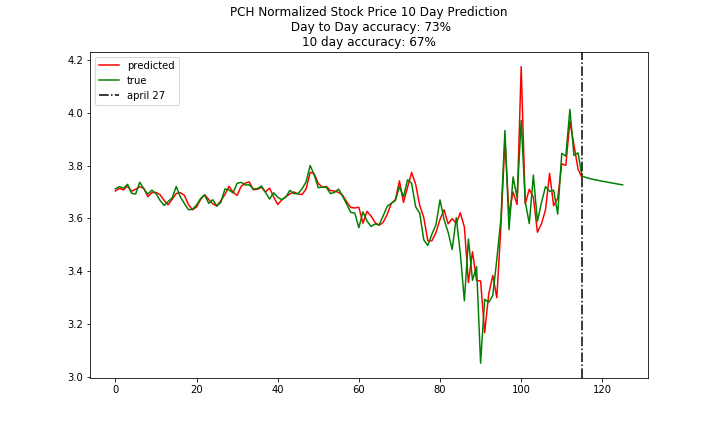 PCH Normalized Stock Price 10 Day Prediction
Day to Day accuracy: 73%
10 day accuracy: 67%
predicted
true
april 27
4.2
4.0
3.8
3.6
3.4
3.2
3.0
0
20
40
60
80
100
120